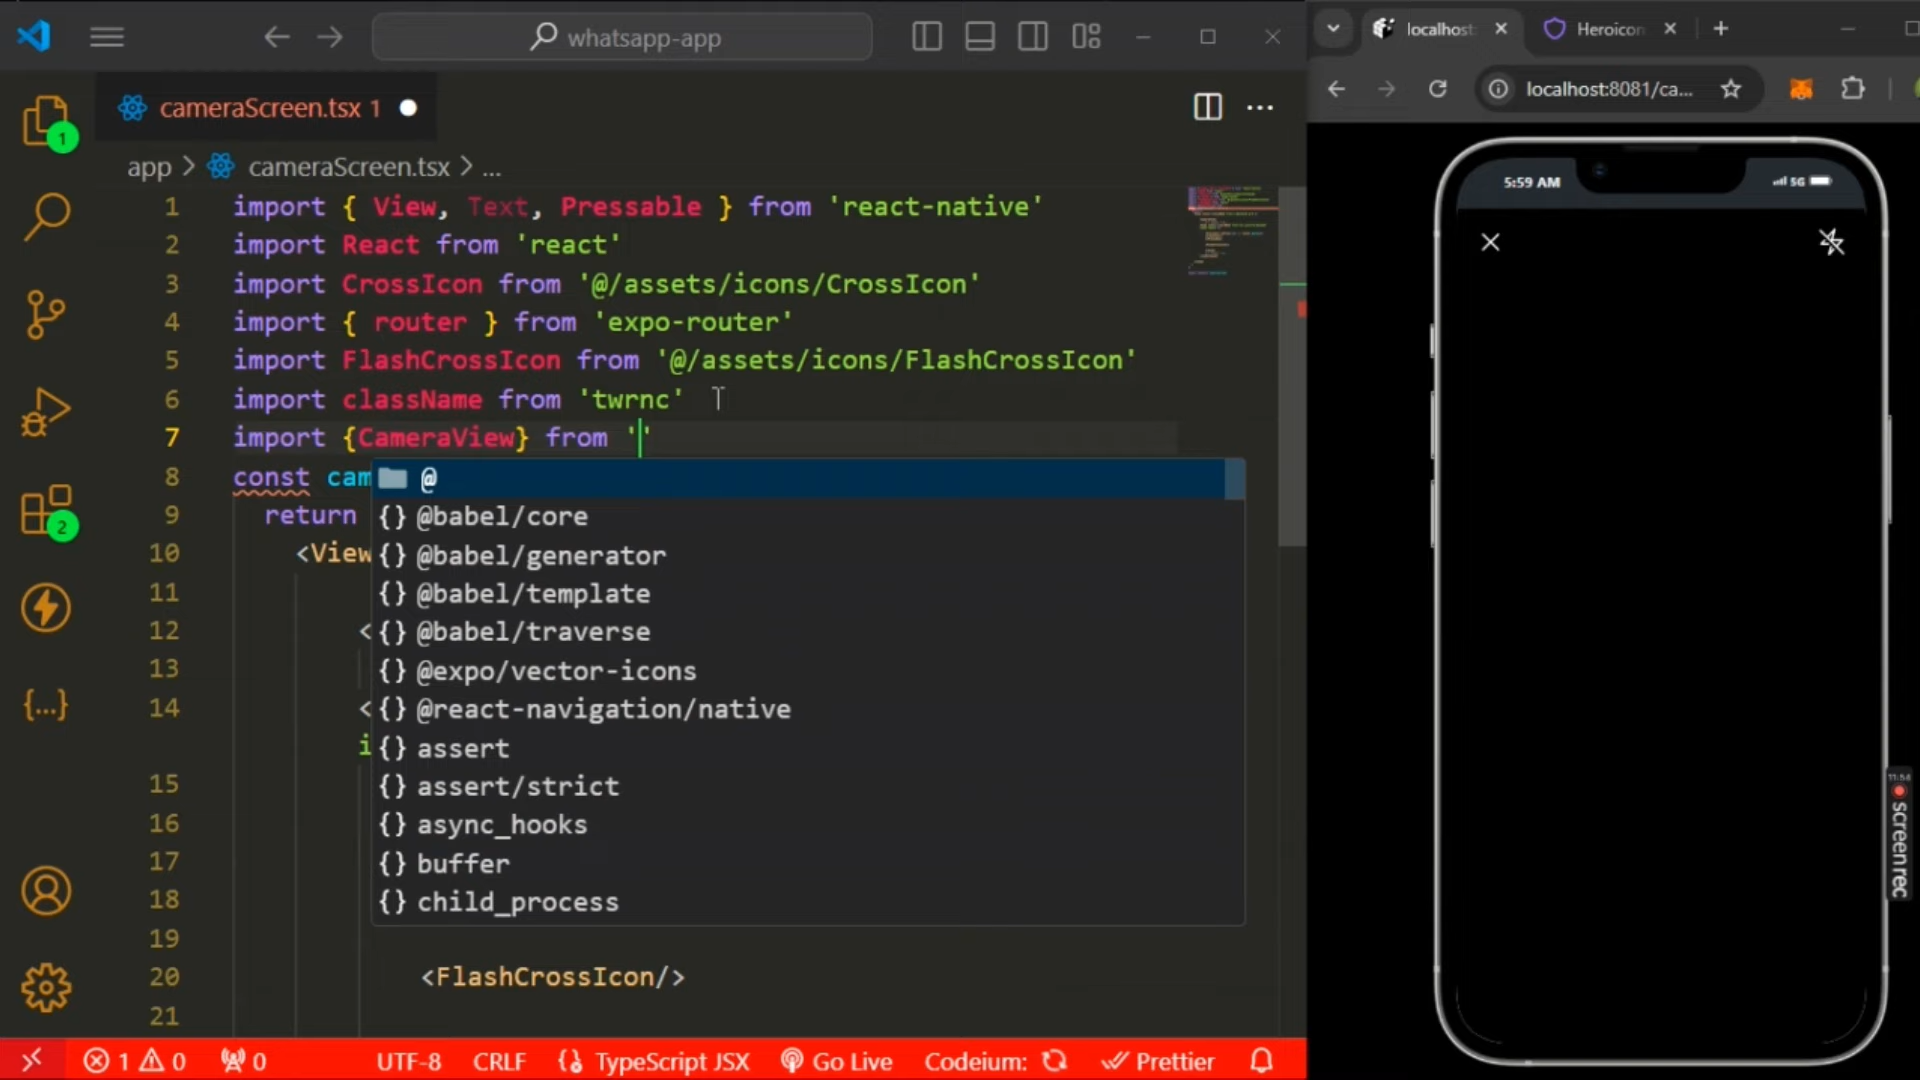 whatsapp-app
localhost:
Heroicon
localhost:8081/ca...
cameraScreen.tsx 1
app > cameraScreen.tsx > ...
1 import { View, Text, Pressable } from 'react-native'
2 import React from 'react'
3 import CrossIcon from '@/assets/icons/CrossIcon'
4 import { router } from 'expo-router'
5 import FlashCrossIcon from '@/assets/icons/FlashCrossIcon'
6 import className from 'twrnc'
7 import {CameraView} from ''
8 const cam
9 return
10 <View
11
12 <
13
14 <
i
15
16
17
18
19
20 <FlashCrossIcon/>
21
@
{} @babel/core
{} @babel/generator
{} @babel/template
{} @babel/traverse
{} @expo/vector-icons
{} @react-navigation/native
{} assert
{} assert/strict
{} async_hooks
{} buffer
{} child_process
1
2
{...}
1 0 0 UTF-8 CRLF {} TypeScript JSX Go Live Codeium: Prettier
5:59 AM
5G
11:54
screenrec